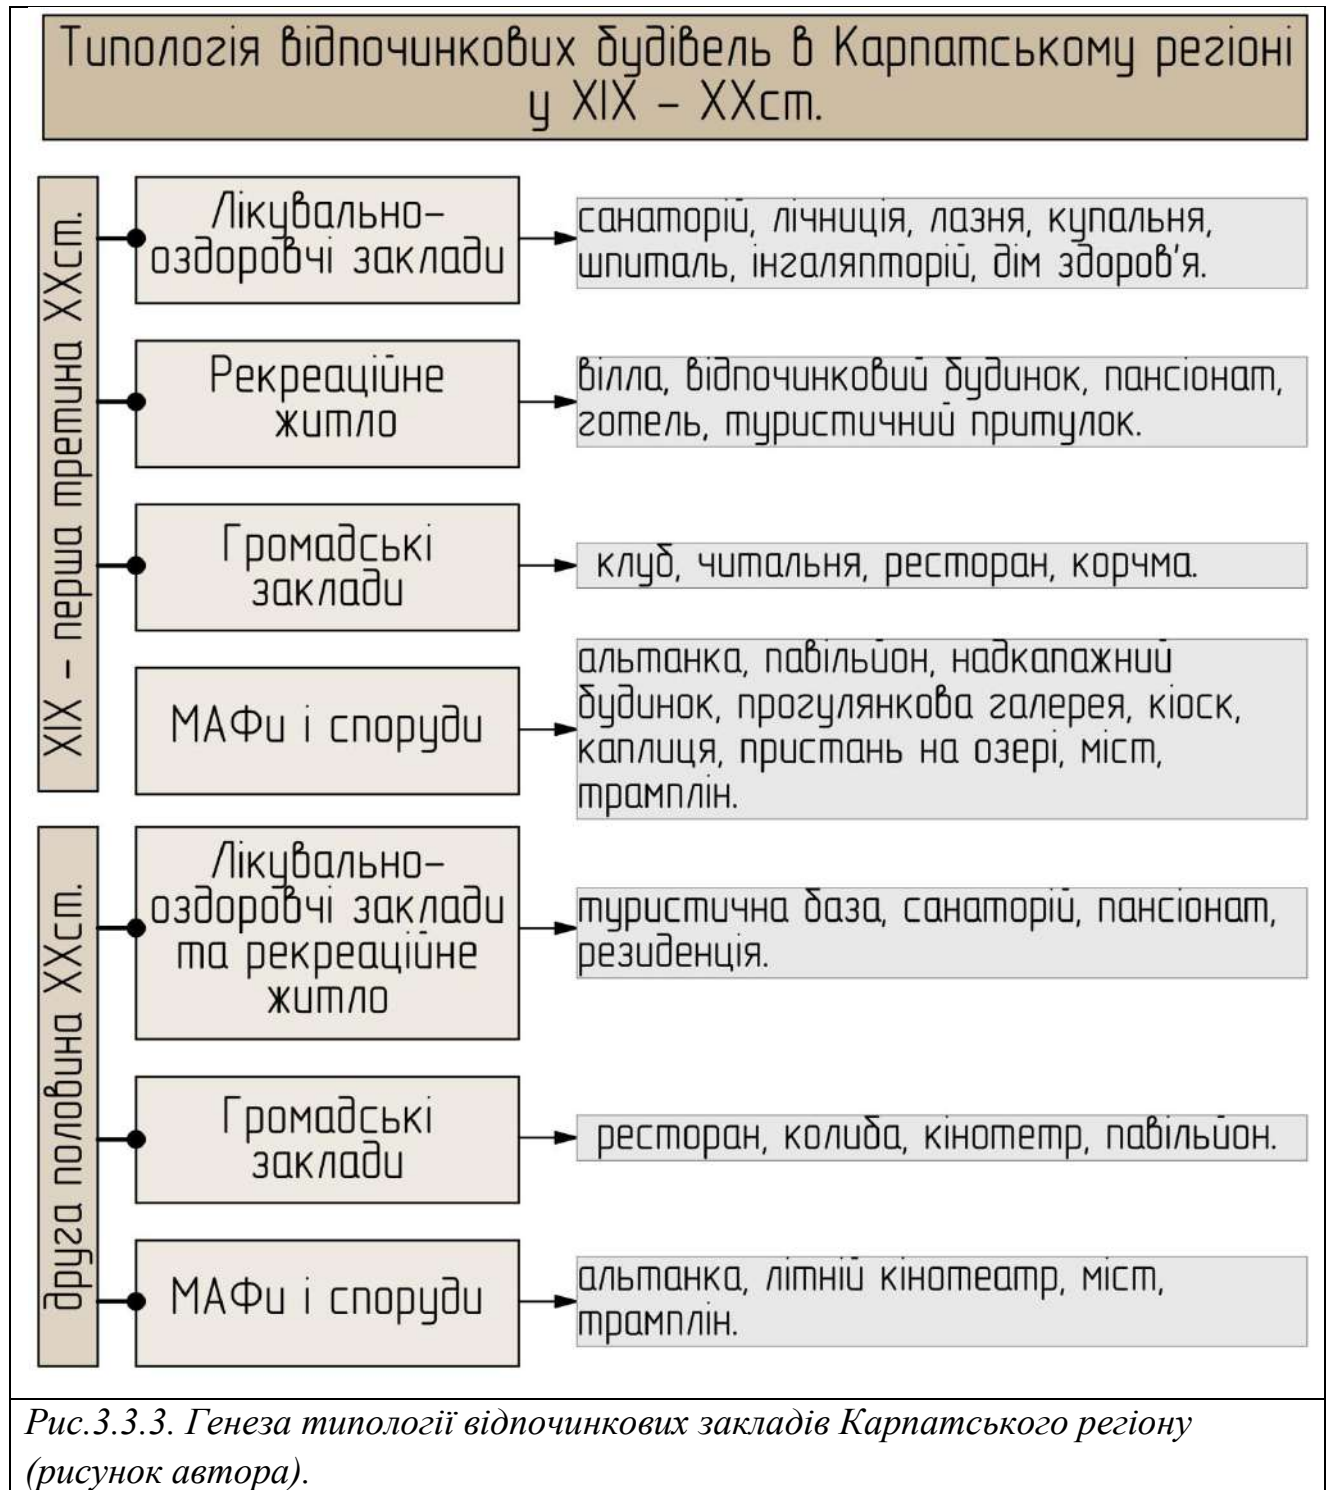 Типологія відпочинкових будівель в Карпатському регіоні
у XIX – XXст.
XIX – перша третина XXст.
Лікувально-
оздоровчі заклади
санаторій, лічниція, лазня, купальня,
шпиталь, інгаляпторій, дім здоров'я.
Рекреаційне
житло
вілла, відпочинковий будинок, пансіонат,
готель, туристичний притулок.
Громадські
заклади
клуб, читальня, ресторан, корчма.
МАФи і споруди
альтанка, павільйон, надкапажний
будинок, прогулянкова галерея, кіоск,
каплиця, пристань на озері, міст,
трамплін.
друга половина XXст.
Лікувально-
оздоровчі заклади
та рекреаційне
житло
туристична база, санаторій, пансіонат,
резиденція.
Громадські
заклади
ресторан, колиба, кінотетр, павільйон.
МАФи і споруди
альтанка, літній кінотеатр, міст,
трамплін.
Рис.3.3.3. Генеза типології відпочинкових закладів Карпатського регіону
(рисунок автора).